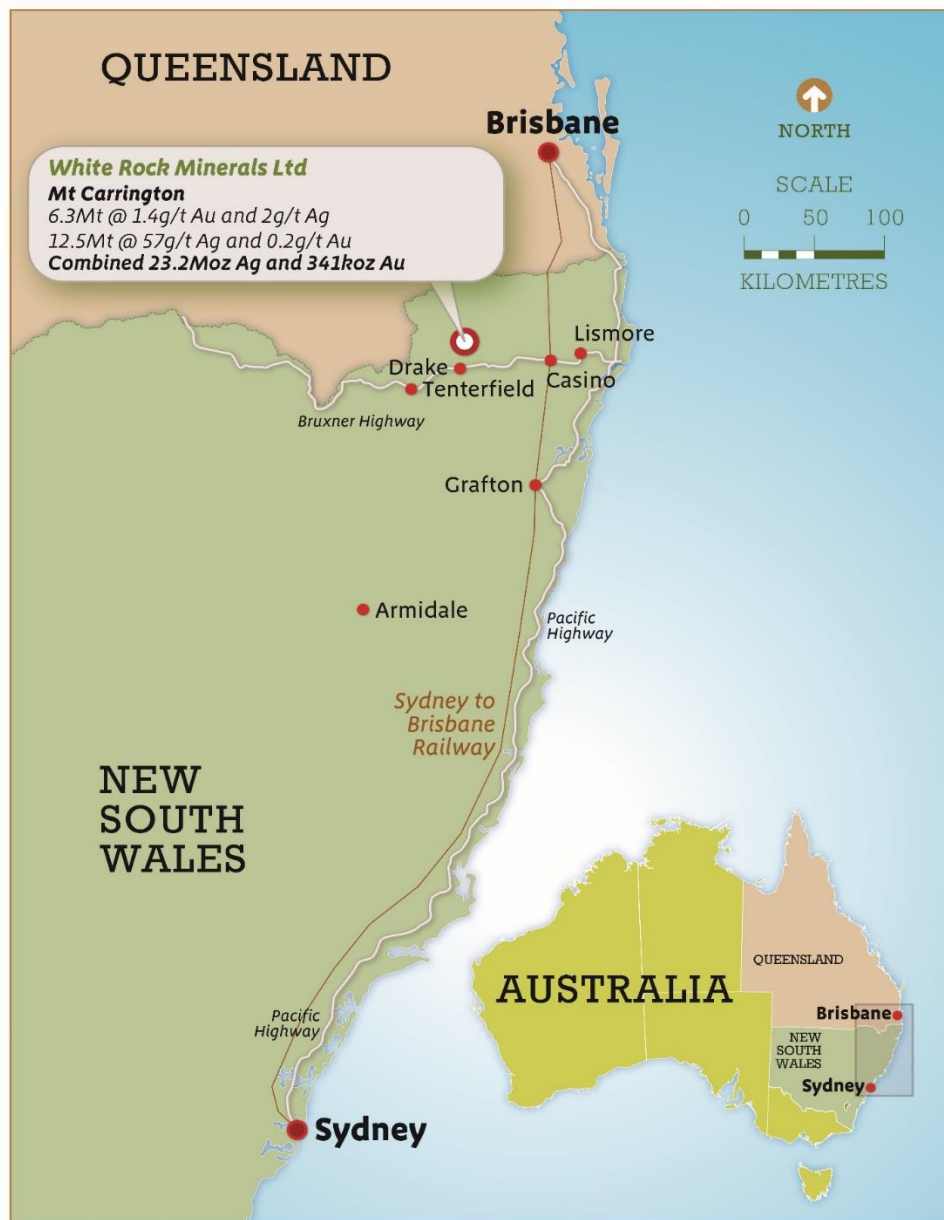 QUEENSLAND
Brisbane
NORTH
SCALE
0 50 100
KILOMETRES
White Rock Minerals Ltd
Mt Carrington
6.3Mt @ 1.4g/t Au and 2g/t Ag
12.5Mt @ 57g/t Ag and 0.2g/t Au
Combined 23.2Moz Ag and 341koz Au
Lismore
Drake
Casino
Tenterfield
Bruxner Highway
Grafton
Armidale
Pacific
Highway
Sydney to
Brisbane
Railway
NEW
SOUTH
WALES
Pacific
Highway
Sydney
AUSTRALIA
QUEENSLAND
Brisbane
NEW
SOUTH
WALES
Sydney